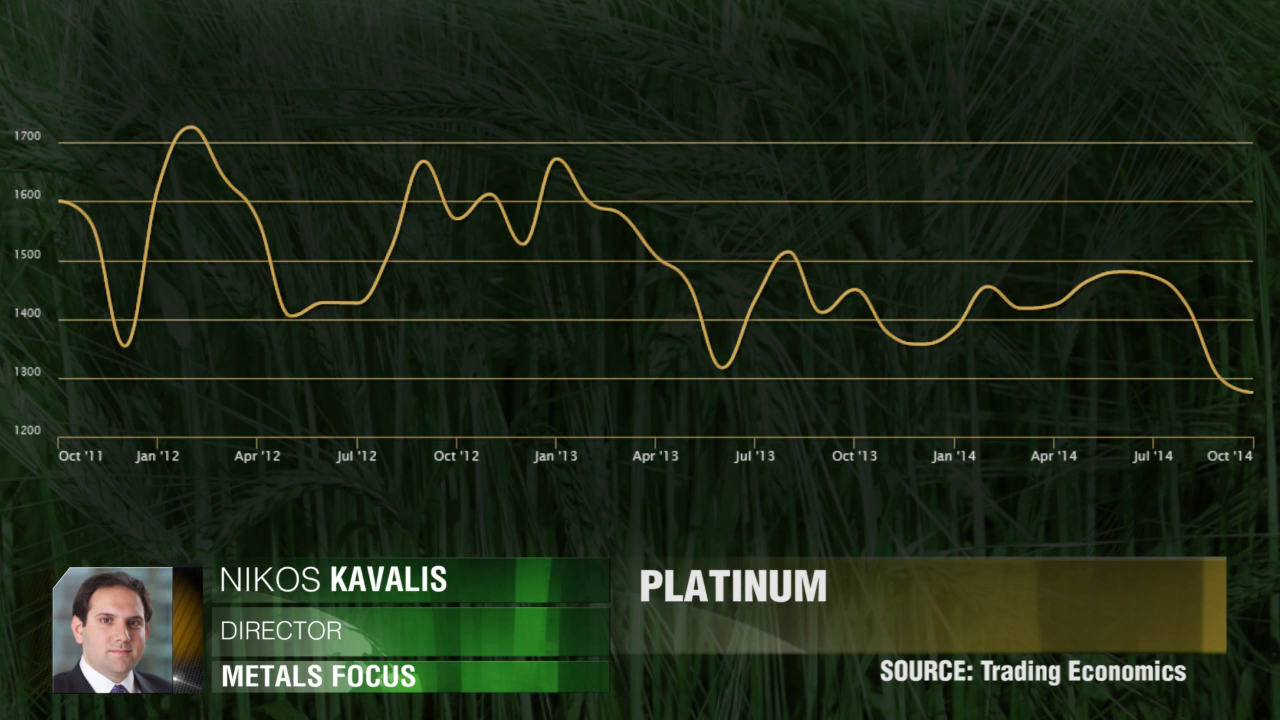 1700
1600
1500
1400
1300
1200
Oct '11 Jan '12 Apr '12 Jul '12 Oct '12 Jan '13 Apr '13 Jul '13 Oct '13 Jan '14 Apr '14 Jul '14 Oct '14
NIKOS KAVALIS
DIRECTOR
METALS FOCUS
PLATINUM
SOURCE: Trading Economics